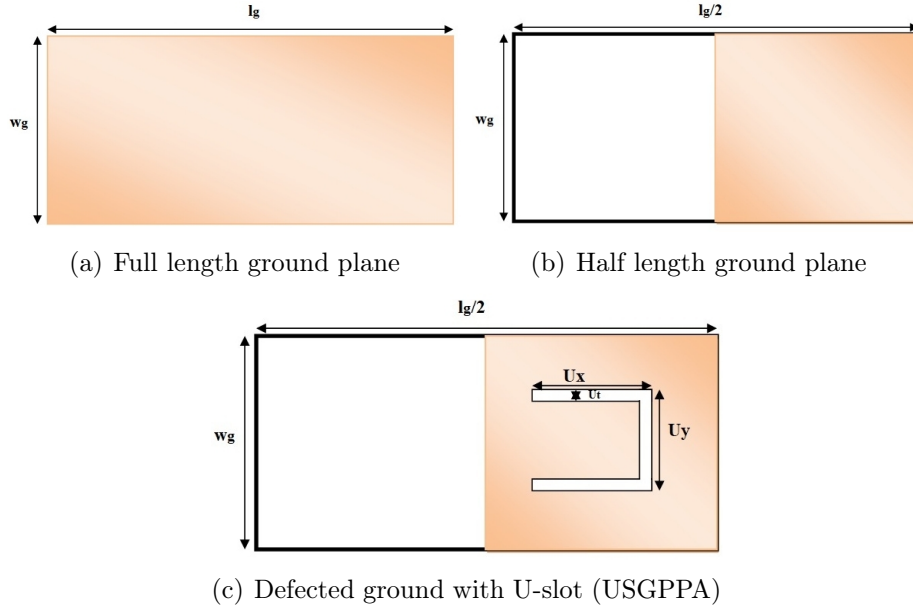 lg
wg
(a) Full length ground plane
lg/2
wg
(b) Half length ground plane
lg/2
wg
Ux
Ut
Uy
(c) Defected ground with U-slot (USGPPA)